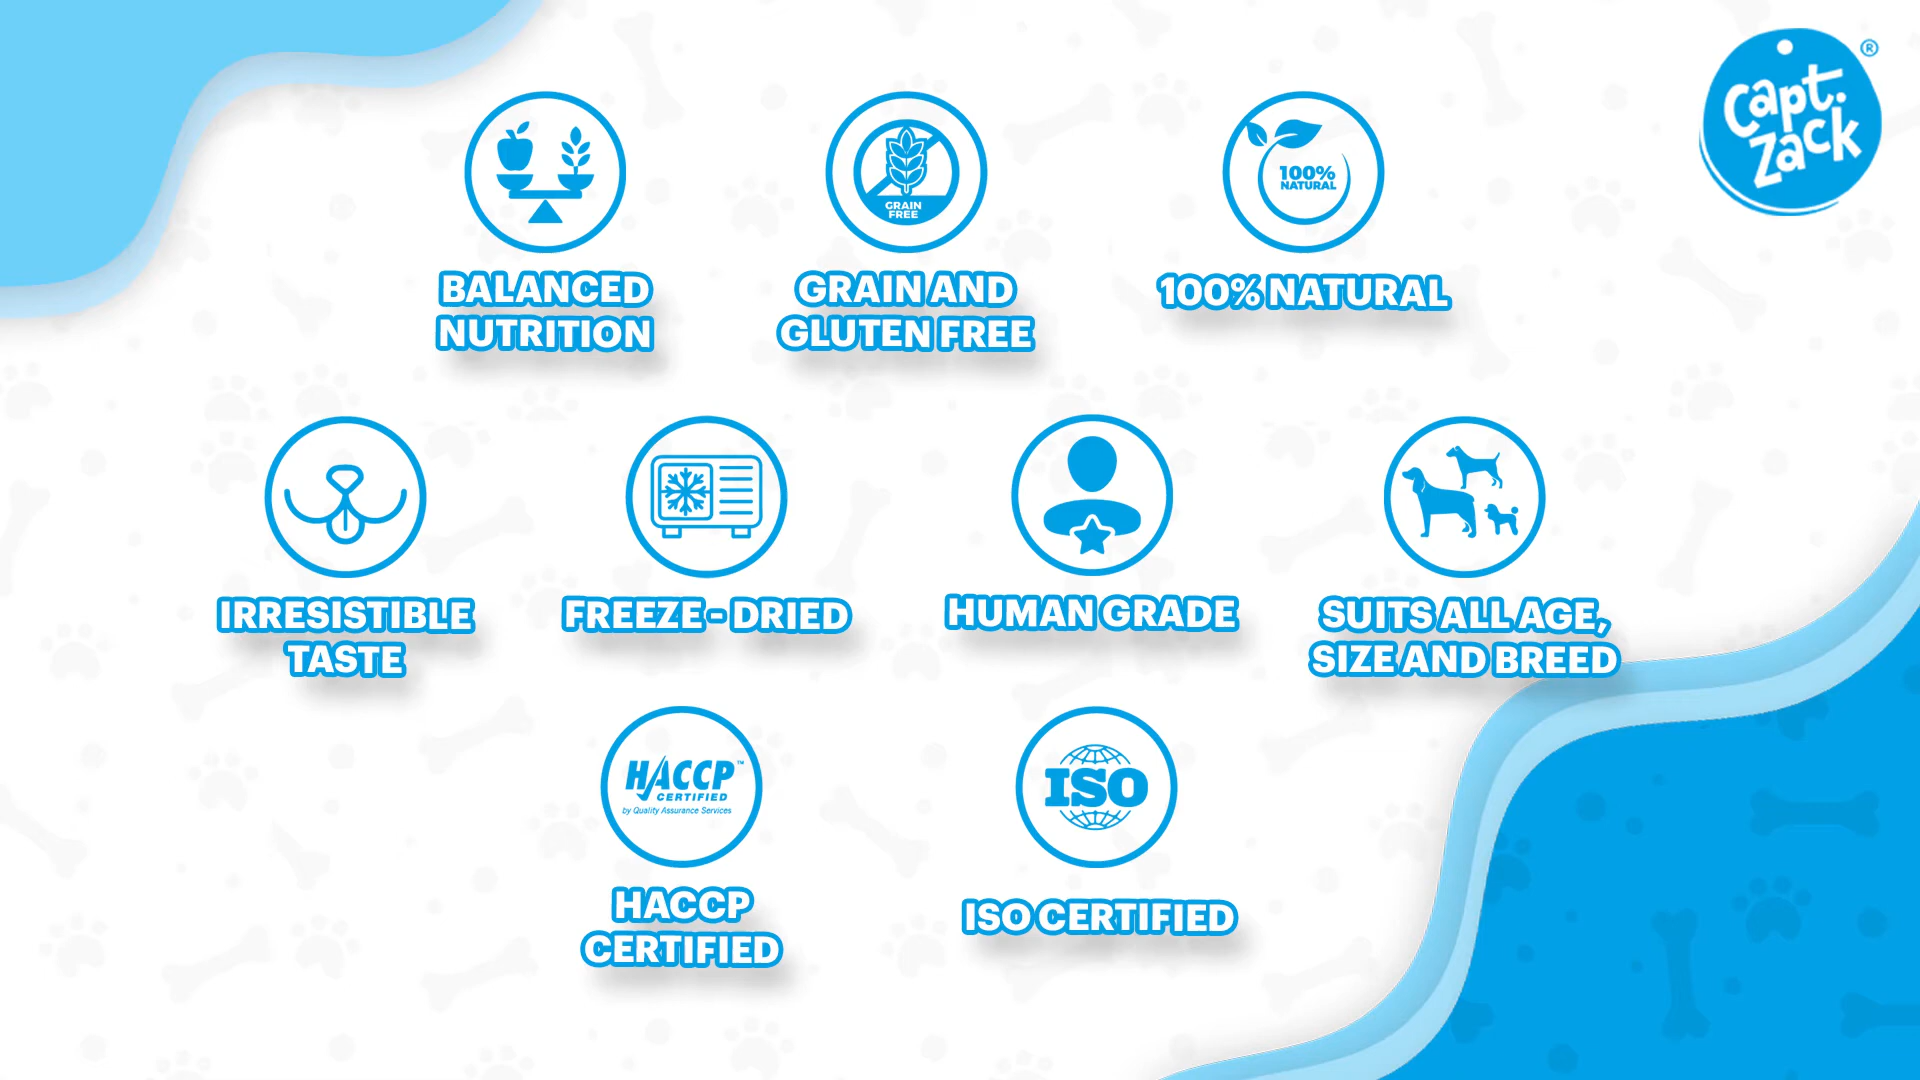 Capt.
Zack
®
GRAIN
FREE
100%
NATURAL
BALANCED
NUTRITION
GRAIN AND
GLUTEN FREE
100% NATURAL
IRRESISTIBLE
TASTE
FREEZE - DRIED
HUMAN GRADE
SUITS ALL AGE,
SIZE AND BREED
HACCP™
CERTIFIED
by Quality Assurance Services
ISO
HACCP
CERTIFIED
ISO CERTIFIED